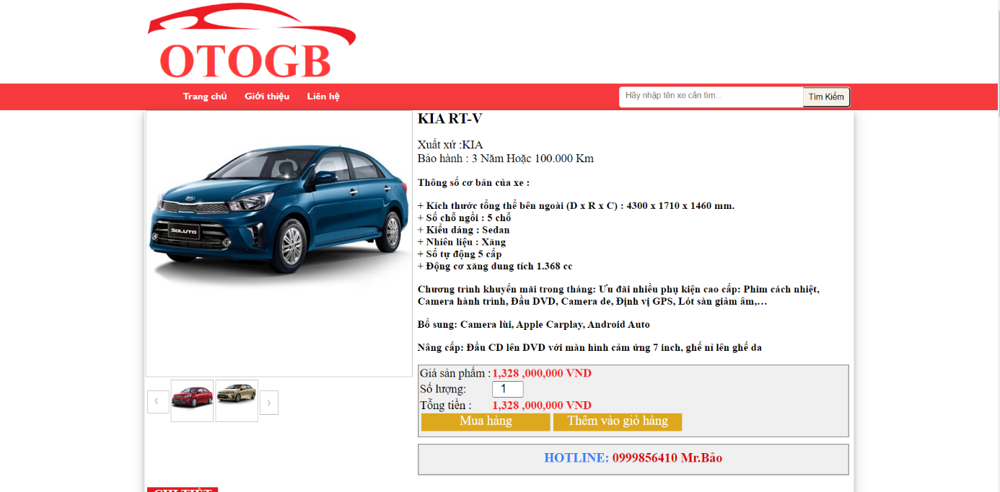 OTOGB
Trang chủ
Giới thiệu
Liên hệ
Hãy nhập tên xe cần tìm...
Tìm Kiếm
SOLUTO
KIA RT-V
Xuất xứ :KIA
Bảo hành : 3 Năm Hoặc 100.000 Km
Thông số cơ bản của xe :
+ Kích thước tổng thể bên ngoài (D x R x C) : 4300 x 1710 x 1460 mm.
+ Số chỗ ngồi : 5 chỗ
+ Kiểu dáng : Sedan
+ Nhiên liệu : Xăng
+ Số tự động 5 cấp
+ Động cơ xăng dung tích 1.368 cc
Chương trình khuyến mãi trong tháng: Ưu đãi nhiều phụ kiện cao cấp: Phim cách nhiệt,
Camera hành trình, Đầu DVD, Camera de, Định vị GPS, Lót sàn giảm âm,…
Bổ sung: Camera lùi, Apple Carplay, Android Auto
Nâng cấp: Đầu CD lên DVD với màn hình cảm ứng 7 inch, ghế nỉ lên ghế da
Giá sản phẩm : 1,328 ,000,000 VND
Số lượng: 1
Tổng tiền : 1,328 ,000,000 VND
Mua hàng
Thêm vào giỏ hàng
HOTLINE: 0999856410 Mr.Bảo
CHI TIẾT